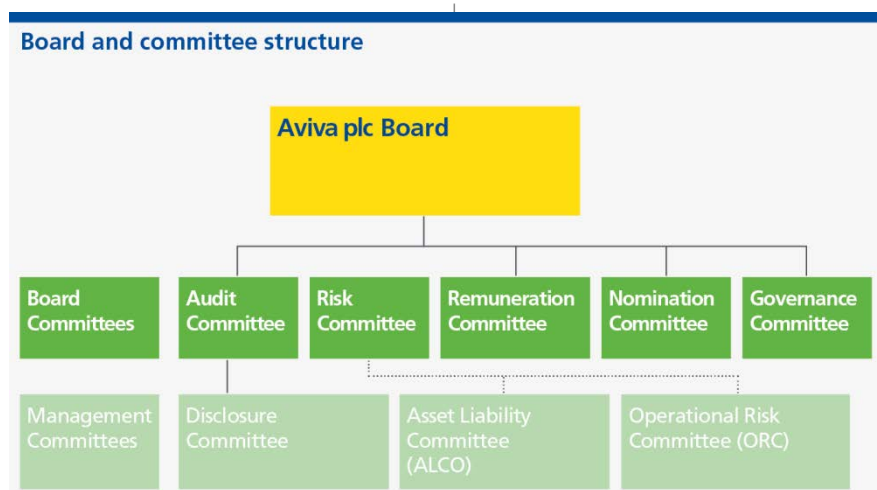 Board and committee structure
Aviva plc Board
Board
Committees
Audit
Committee
Risk
Committee
Remuneration
Committee
Nomination
Committee
Governance
Committee
Management
Committees
Disclosure
Committee
Asset Liability
Committee
(ALCO)
Operational Risk
Committee (ORC)